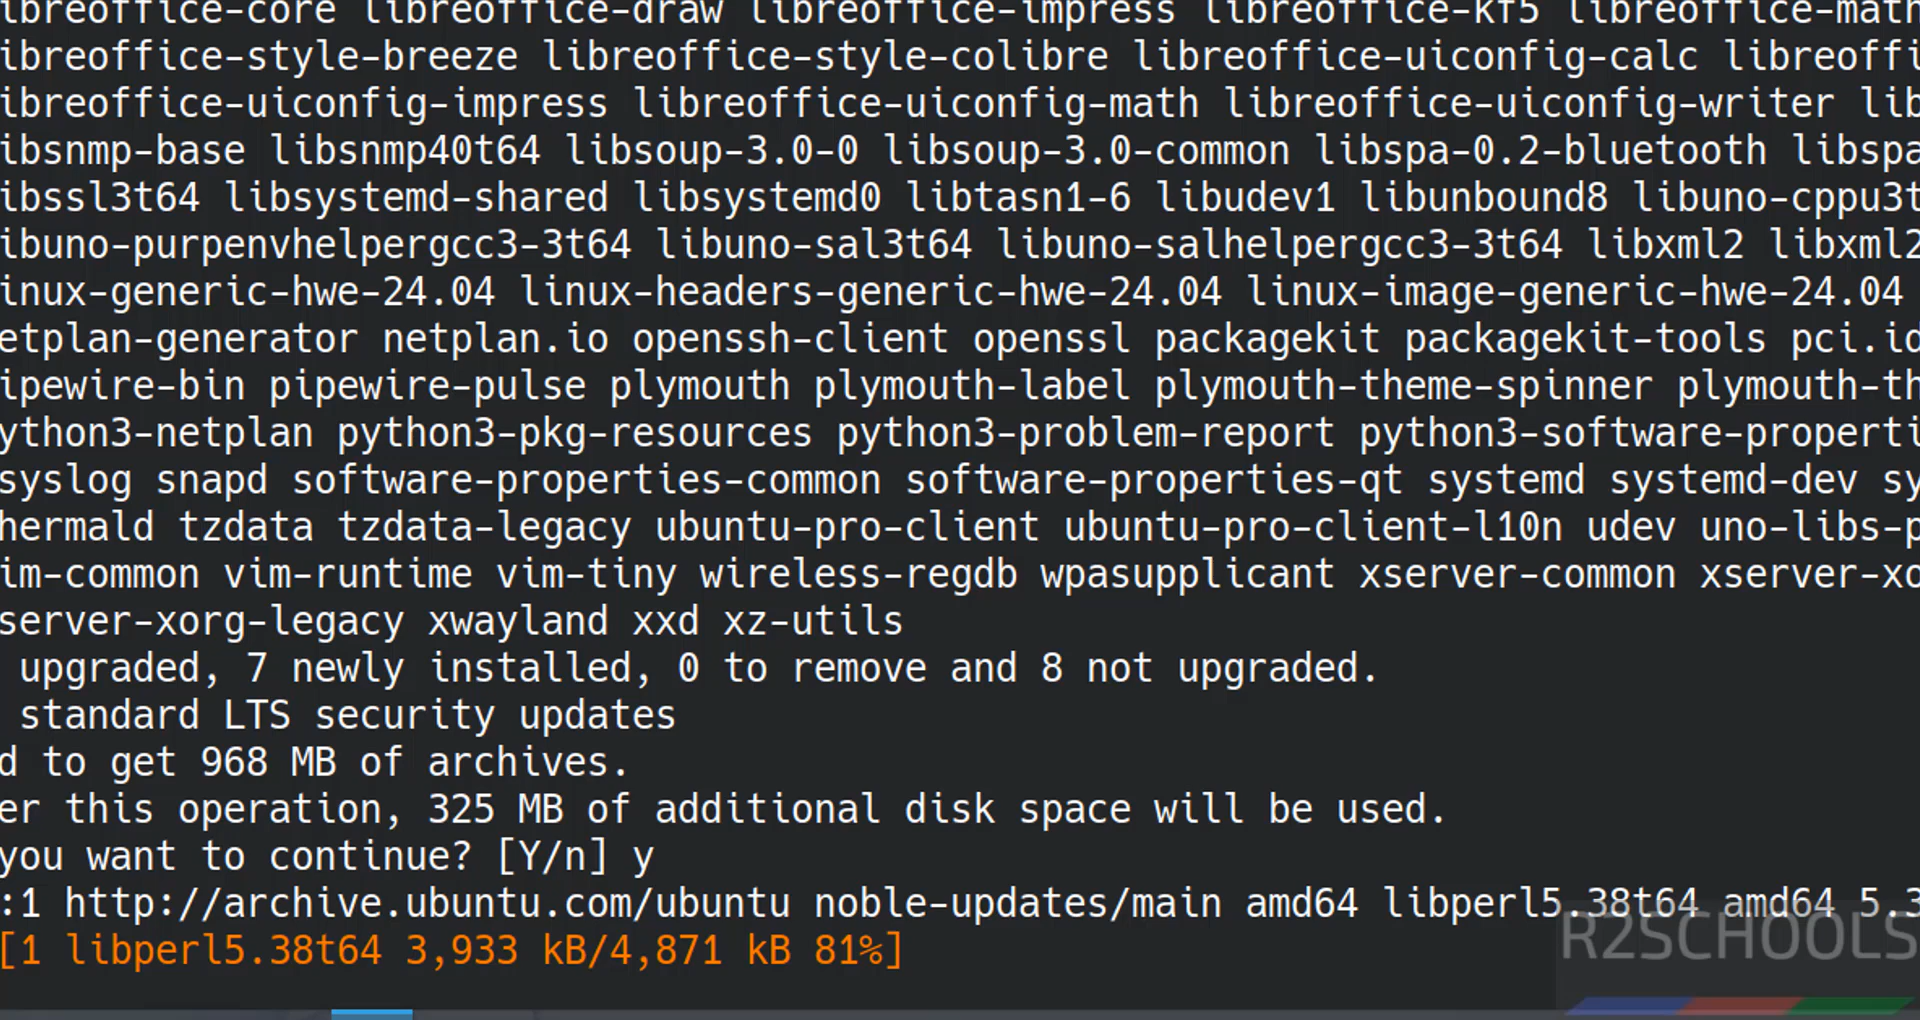 ibreoffice-core libreoffice-draw libreoffice-impress libreoffice-kf5 libreoffice-math
ibreoffice-style-breeze libreoffice-style-colibre libreoffice-uiconfig-calc libreoffi
ibreoffice-uiconfig-impress libreoffice-uiconfig-math libreoffice-uiconfig-writer lib
ibsnmp-base libsnmp40t64 libsoup-3.0-0 libsoup-3.0-common libspa-0.2-bluetooth libspa
ibssl3t64 libsystemd-shared libsystemd0 libtasn1-6 libudev1 libunbound8 libuno-cppu3t
ibuno-purpenvhelpergcc3-3t64 libuno-sal3t64 libuno-salhelpergcc3-3t64 libxml2 libxml2
inux-generic-hwe-24.04 linux-headers-generic-hwe-24.04 linux-image-generic-hwe-24.04
etplan-generator netplan.io openssh-client openssl packagekit packagekit-tools pci.id
ipewire-bin pipewire-pulse plymouth plymouth-label plymouth-theme-spinner plymouth-th
ython3-netplan python3-pkg-resources python3-problem-report python3-software-properti
syslog snapd software-properties-common software-properties-qt systemd systemd-dev sy
hermald tzdata tzdata-legacy ubuntu-pro-client ubuntu-pro-client-l10n udev uno-libs-p
im-common vim-runtime vim-tiny wireless-regdb wpasupplicant xserver-common xserver-xo
server-xorg-legacy xwayland xxd xz-utils
upgraded, 7 newly installed, 0 to remove and 8 not upgraded.
standard LTS security updates
d to get 968 MB of archives.
er this operation, 325 MB of additional disk space will be used.
you want to continue? [Y/n] y
:1 http://archive.ubuntu.com/ubuntu noble-updates/main amd64 libperl5.38t64 amd64 5.3
[1 libperl5.38t64 3,933 kB/4,871 kB 81%]
R2SCHOOLS